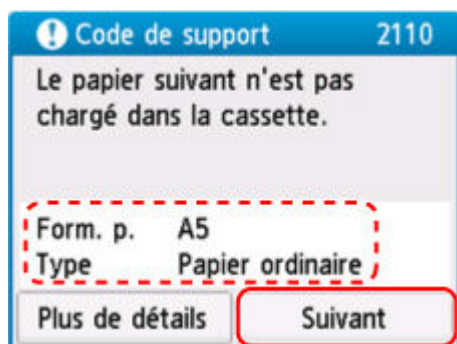 Code de support 2110
Le papier suivant n'est pas
chargé dans la cassette.
Form. p. A5
Type Papier ordinaire
Plus de détails Suivant